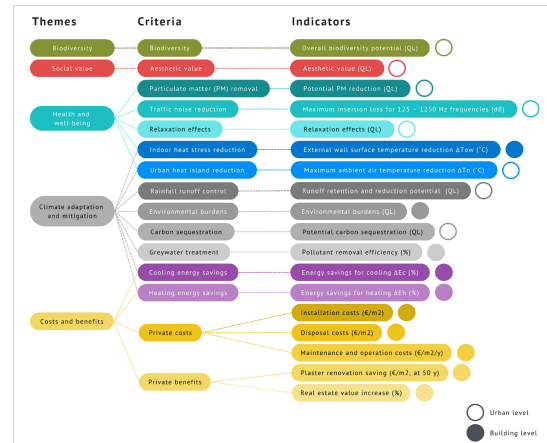 Themes Criteria Indicators
Biodiversity Biodiversity Overall biodiversity potential (QL)
Social value Aesthetic value Aesthetic value (QL)
Particulate matter (PM) removal Potential PM reduction (QL)
Health and
well-being
Traffic noise reduction Maximum insertion loss for 125 - 1250 Hz frequencies (dB)
Relaxation effects Relaxation effects (QL)
Indoor heat stress reduction External wall surface temperature reduction ΔTow (°C)
Urban heat island reduction Maximum ambient air temperature reduction ΔTo (°C)
Rainfall runoff control Runoff retention and reduction potential (QL)
Climate adaptation
and mitigation
Environmental burdens Environmental burdens (QL)
Carbon sequestration Potential carbon sequestration (QL)
Greywater treatment Pollutant removal efficiency (%)
Cooling energy savings Energy savings for cooling ΔEc (%)
Heating energy savings Energy savings for heating ΔEh (%)
Installation costs (€/m2)
Costs and benefits
Private costs Disposal costs (€/m2)
Maintenance and operation costs (€/m2/y)
Plaster renovation saving (€/m2, at 50 y)
Private benefits
Real estate value increase (%)
Urban level
Building level